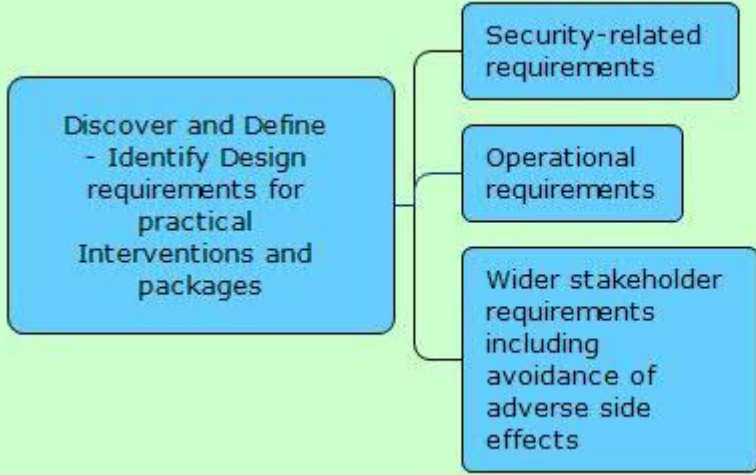 Discover and Define
- Identify Design
requirements for
practical
Interventions and
packages
Security-related
requirements
Operational
requirements
Wider stakeholder
requirements
including
avoidance of
adverse side
effects